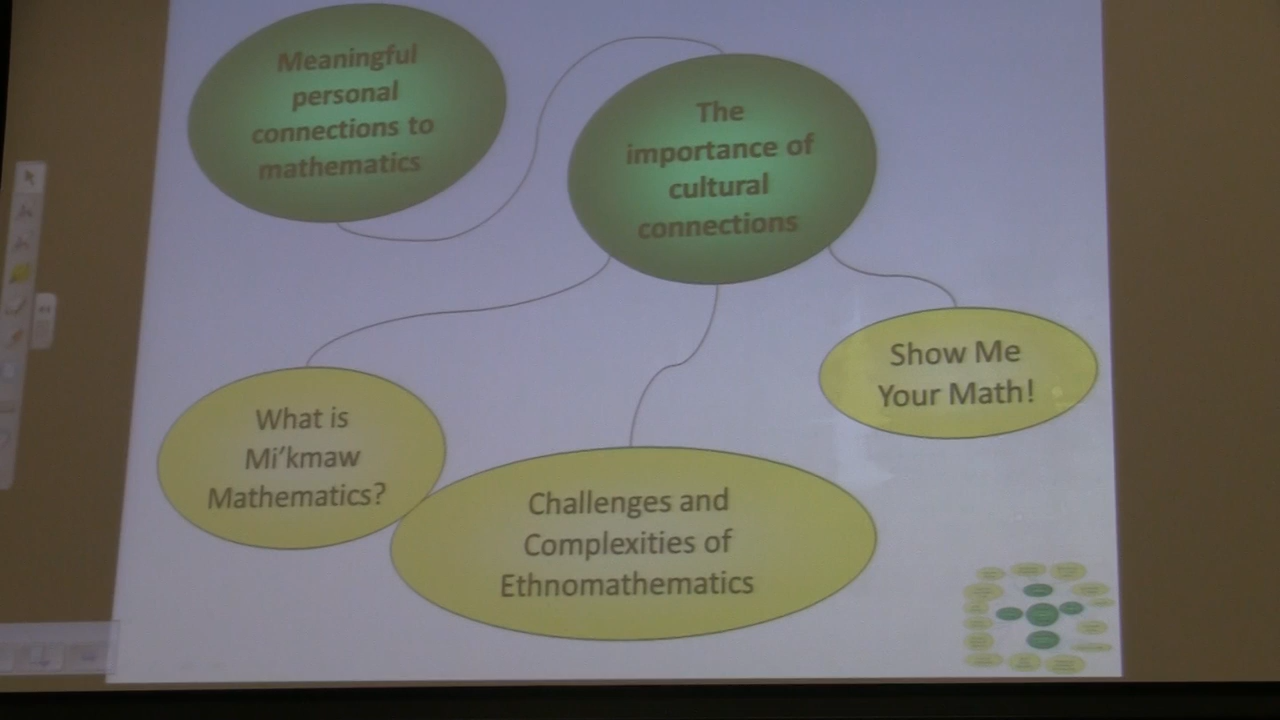 Meaningful
personal
connections to
mathematics
The
importance of
cultural
connections
Show Me
Your Math!
What is
Mi'kmaw
Mathematics?
Challenges and
Complexities of
Ethnomathematics